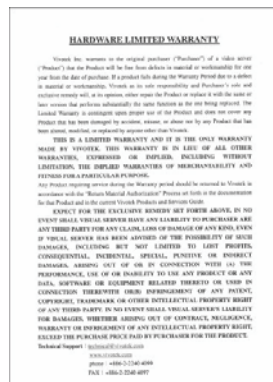 HARDWARE LIMITED WARRANTY
Vivotek Inc. warrants to the original purchaser ("Purchaser") of a video server
("Product") that the Product will be free from defects in material or workmanship for one
year from the date of purchase. If a product fails during the Warranty Period due to a defect
in material or workmanship, Vivotek as its sole responsibility and Purchaser's sole and
exclusive remedy will, at its opinion, either repair the Product or replace it with the same or
later version that performs substantially the same function as the one being replaced. The
Limited Warranty is contingent upon proper use of the Product and does not cover any
Product that has been damaged by accident, misuse, or abuse nor by any Product that has
been altered, modified, or replaced by anyone other than Vivotek.
THIS IS A LIMITED WARRANTY AND IT IS THE ONLY WARRANTY
MADE BY VIVOTEK. THIS WARRANTY IS IN LIEU OF ALL OTHER
WARRANTIES, EXPRESSED OR IMPLIED, INCLUDING WITHOUT
LIMITATION, THE IMPLIED WARRANTIES OF MERCHANTABILITY AND
FITNESS FOR A PARTICULAR PURPOSE.
Any Product requiring service during the Warranty Period should be returned to Vivotek in
accordance with the "Return Material Authorization" Process set forth in the documentation
for that Product and in the current Vivotek Products and Services Guide.
EXPECT FOR THE EXCLUSIVE REMEDY SET FORTH ABOVE, IN NO
EVENT SHALL VISUAL SERVER HAVE ANY LIABILITY TO PURCHASER ARE
ANY THIRD PARTY FOR ANY CLAIM, LOSS OF DAMAGE OF ANY KIND, EVEN
IF VISUAL SERVER HAS BEEN ADVISED OF THE POSSIBILITY OF SUCH
DAMAGES, INCLUDING BUT NOT LIMITED TO LOST PROFITS,
CONSEQUENTIAL, INCIDENTAL, SPECIAL, PUNITIVE OR INDIRECT
DAMAGES, ARISING OUT OF OR IN CONNECTION WITH (A) THE
PERFORMANCE, USE OF OR INABILITY TO USE ANY PRODUCT OR ANY
DATA, SOFTWARE OR EQUIPMENT RELATED THERETO OR USED IN
CONNECTION THEREWITH OR(B) INFRINGEMENT OF ANY PATENT,
COPYRIGHT, TRADEMARK OR OTHER INTELLECTUAL PROPERTY RIGHT
OF ANY THIRD PARTY. IN NO EVENT SHALL VISUAL SERVER'S LIABILITY
FOR DAMAGES, WHETHER ARISING OUT OF CONTRACT, NEGLIGENCE,
WARRANTY OR INFRINGEMENT OF ANY INTELLECTUAL PROPERTY RIGHT,
EXCEED THE PURCHASE PRICE PAID BY PURCHASER FOR THE PRODUCT.
Technical Support : technical@vivotek.com
www.vivotek.com
phone : +886-2-2240 4099
FAX : +886-2-2240 4097